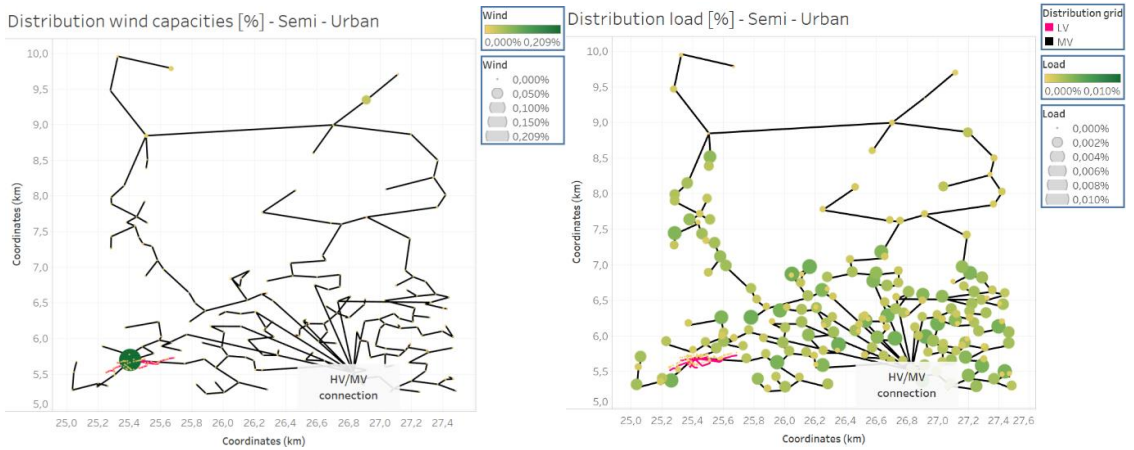 Distribution wind capacities [%] - Semi - Urban
Wind
0,000% 0,209%
Wind
0,000%
0,050%
0,100%
0,150%
0,209%
10,0
9,0
8,5
8,0
7,5
7,0
6,5
6,0
5,5
5,0
Coordinates (km)
HV/MV
connection
25,0 25,2 25,4 25,6 25,8 26,0 26,2 26,4 26,6 26,8 27,0 27,2 27,4
Coordinates (km)
Distribution load [%] - Semi - Urban
Distribution grid
LV
MV
Load
0,000% 0,010%
Load
0,000%
0,002%
0,004%
0,006%
0,008%
0,010%
10,0
9,0
8,5
8,0
7,5
7,0
6,5
6,0
5,5
5,0
Coordinates (km)
HV/MV
connection
25,0 25,2 25,4 25,6 25,8 26,0 26,2 26,4 26,6 26,8 27,0 27,2 27,4 27,6
Coordinates (km)